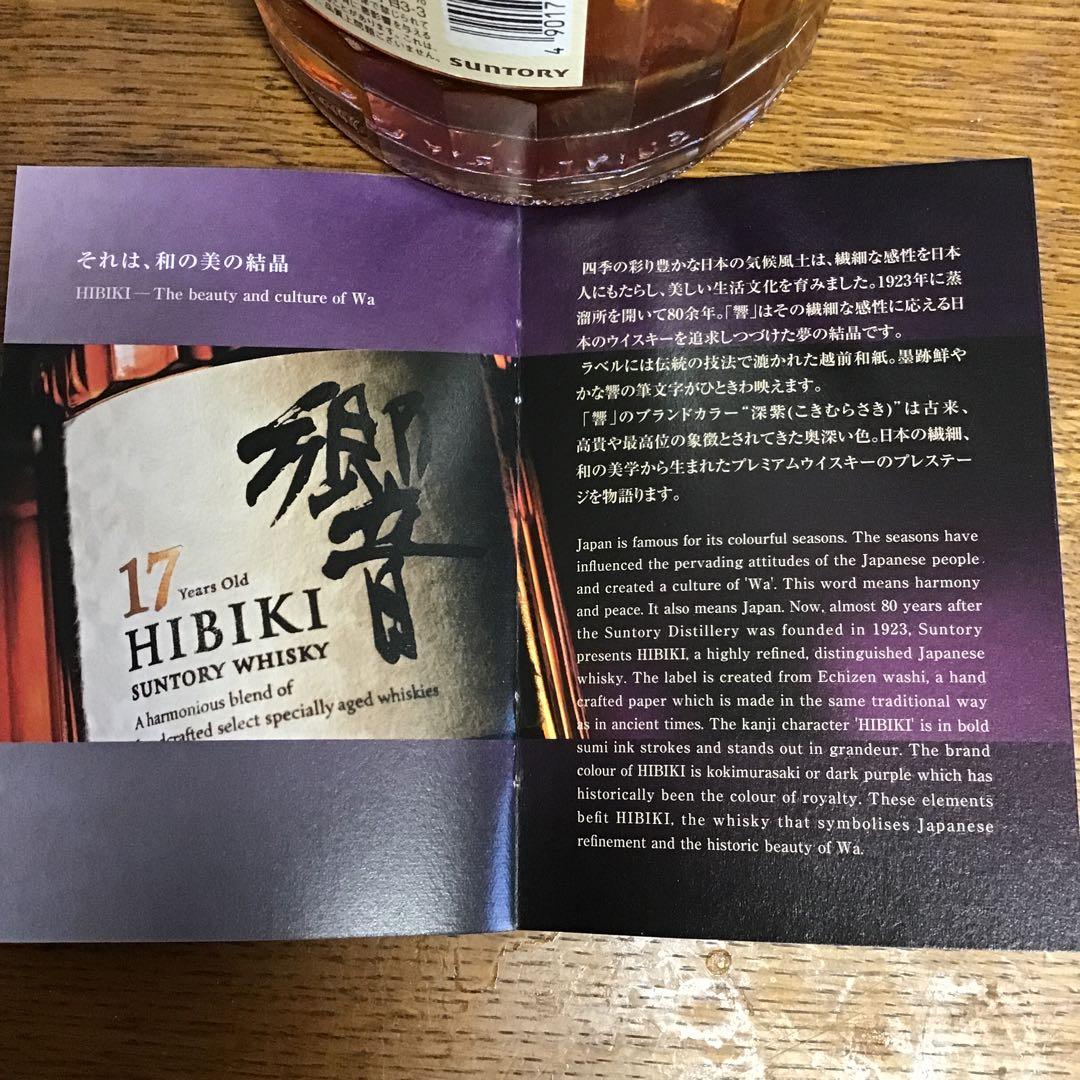 目3-3
影響を与える
ございません。
SUNTORY
4 9017
それは、和の美の結晶
HIBIKI — The beauty and culture of Wa
響
17 Years Old
HIBIKI
SUNTORY WHISKY
A harmonious blend of
select specially aged whiskies
四季の彩り豊かな日本の気候風土は、繊細な感性を日本
人にもたらし、美しい生活文化を育みました。1923年に蒸
溜所を開いて80余年。「響」はその繊細な感性に応える日
本のウイスキーを追求しつづけた夢の結晶です。
ラベルには伝統の技法で漉かれた越前和紙。墨跡鮮や
かな響の筆文字がひときわ映えます。
「響」のブランドカラー“深紫(こきむらさき)”は古来、
高貴や最高位の象徴とされてきた奥深い色。日本の繊細、
和の美学から生まれたプレミアムウイスキーのプレステー
ジを物語ります。
Japan is famous for its colourful seasons. The seasons have
influenced the pervading attitudes of the Japanese people
and created a culture of 'Wa'. This word means harmony
and peace. It also means Japan. Now, almost 80 years after
the Suntory Distillery was founded in 1923, Suntory
presents HIBIKI, a highly refined, distinguished Japanese
whisky. The label is created from Echizen washi, a hand
crafted paper which is made in the same traditional way
as in ancient times. The kanji character 'HIBIKI' is in bold
sumi ink strokes and stands out in grandeur. The brand
colour of HIBIKI is kokimurasaki or dark purple which has
historically been the colour of royalty. These elements
befit HIBIKI, the whisky that symbolises Japanese
refinement and the historic beauty of Wa.